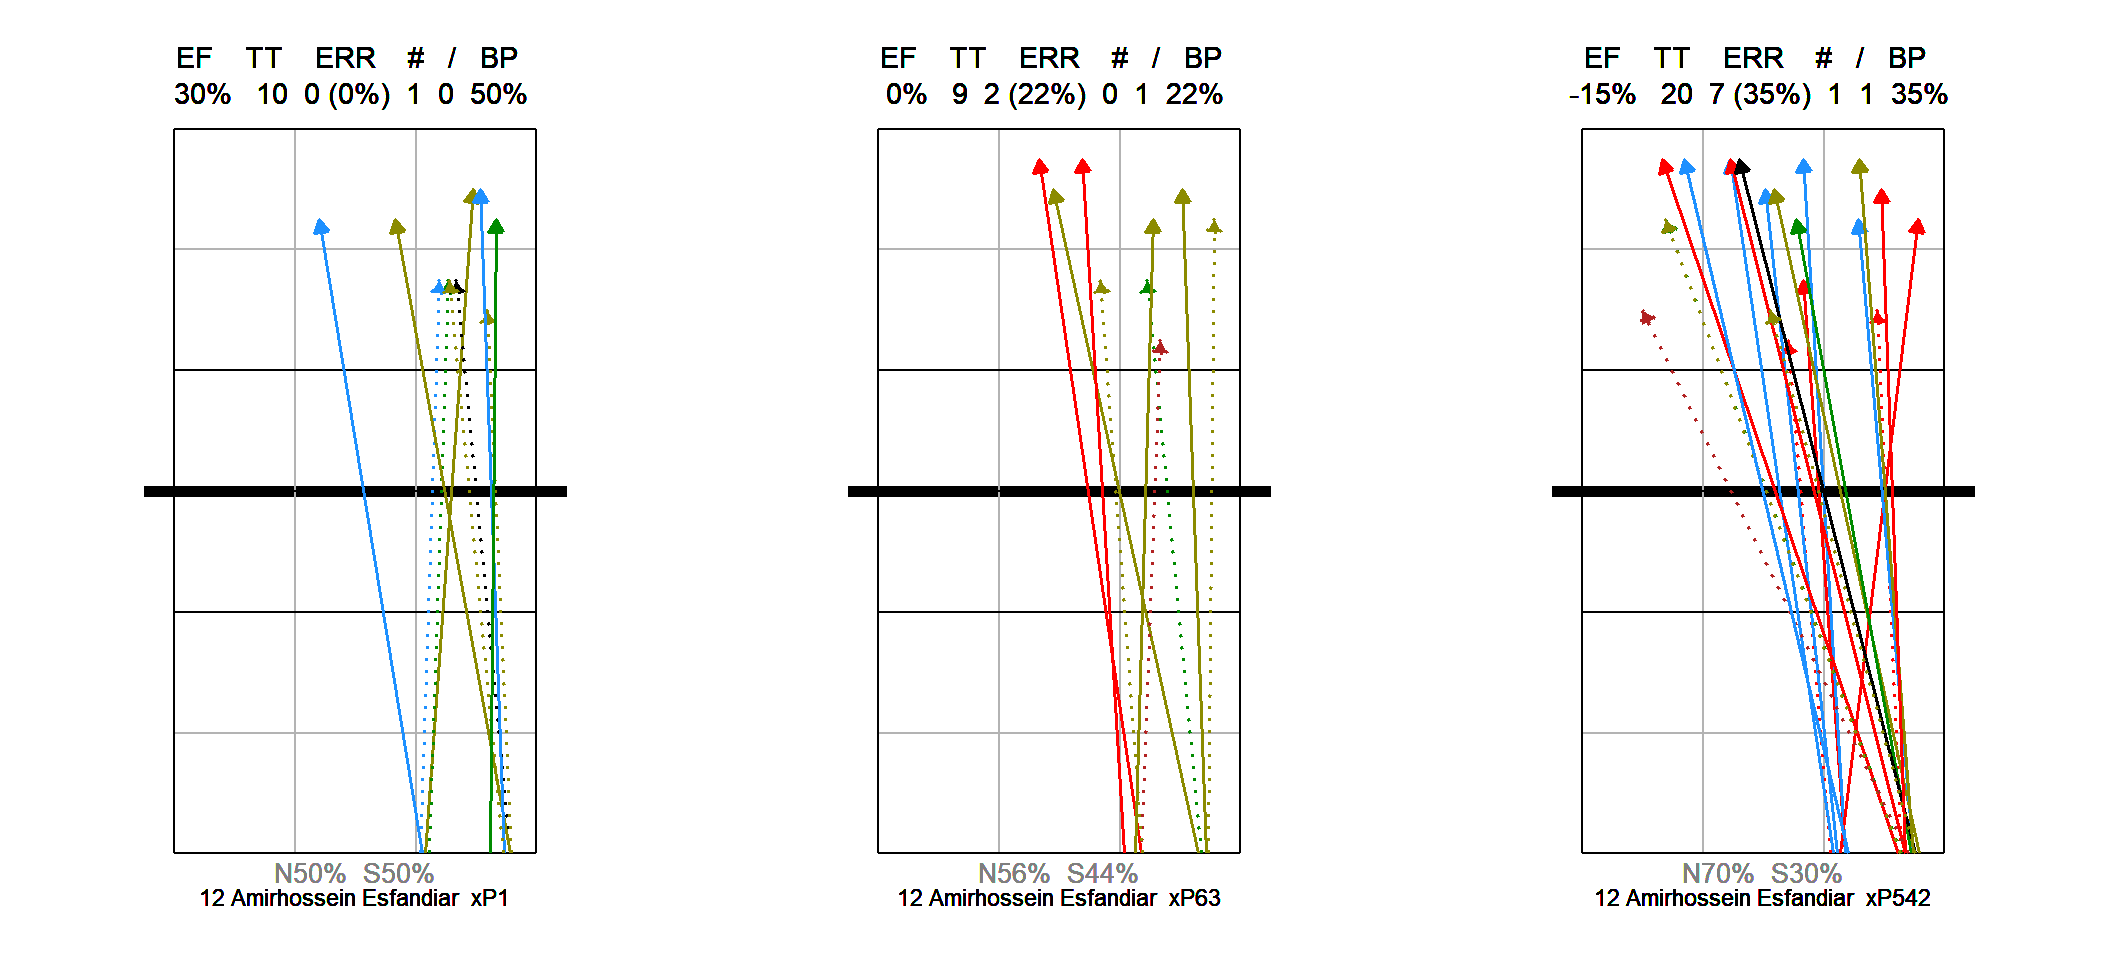 EF TT ERR # / BP
30% 10 0 (0%) 1 0 50%
N50% S50%
12 Amirhossein Esfandiar xP1
EF TT ERR # / BP
0% 9 2 (22%) 0 1 22%
N56% S44%
12 Amirhossein Esfandiar xP63
EF TT ERR # / BP
-15% 20 7 (35%) 1 1 35%
N70% S30%
12 Amirhossein Esfandiar xP542